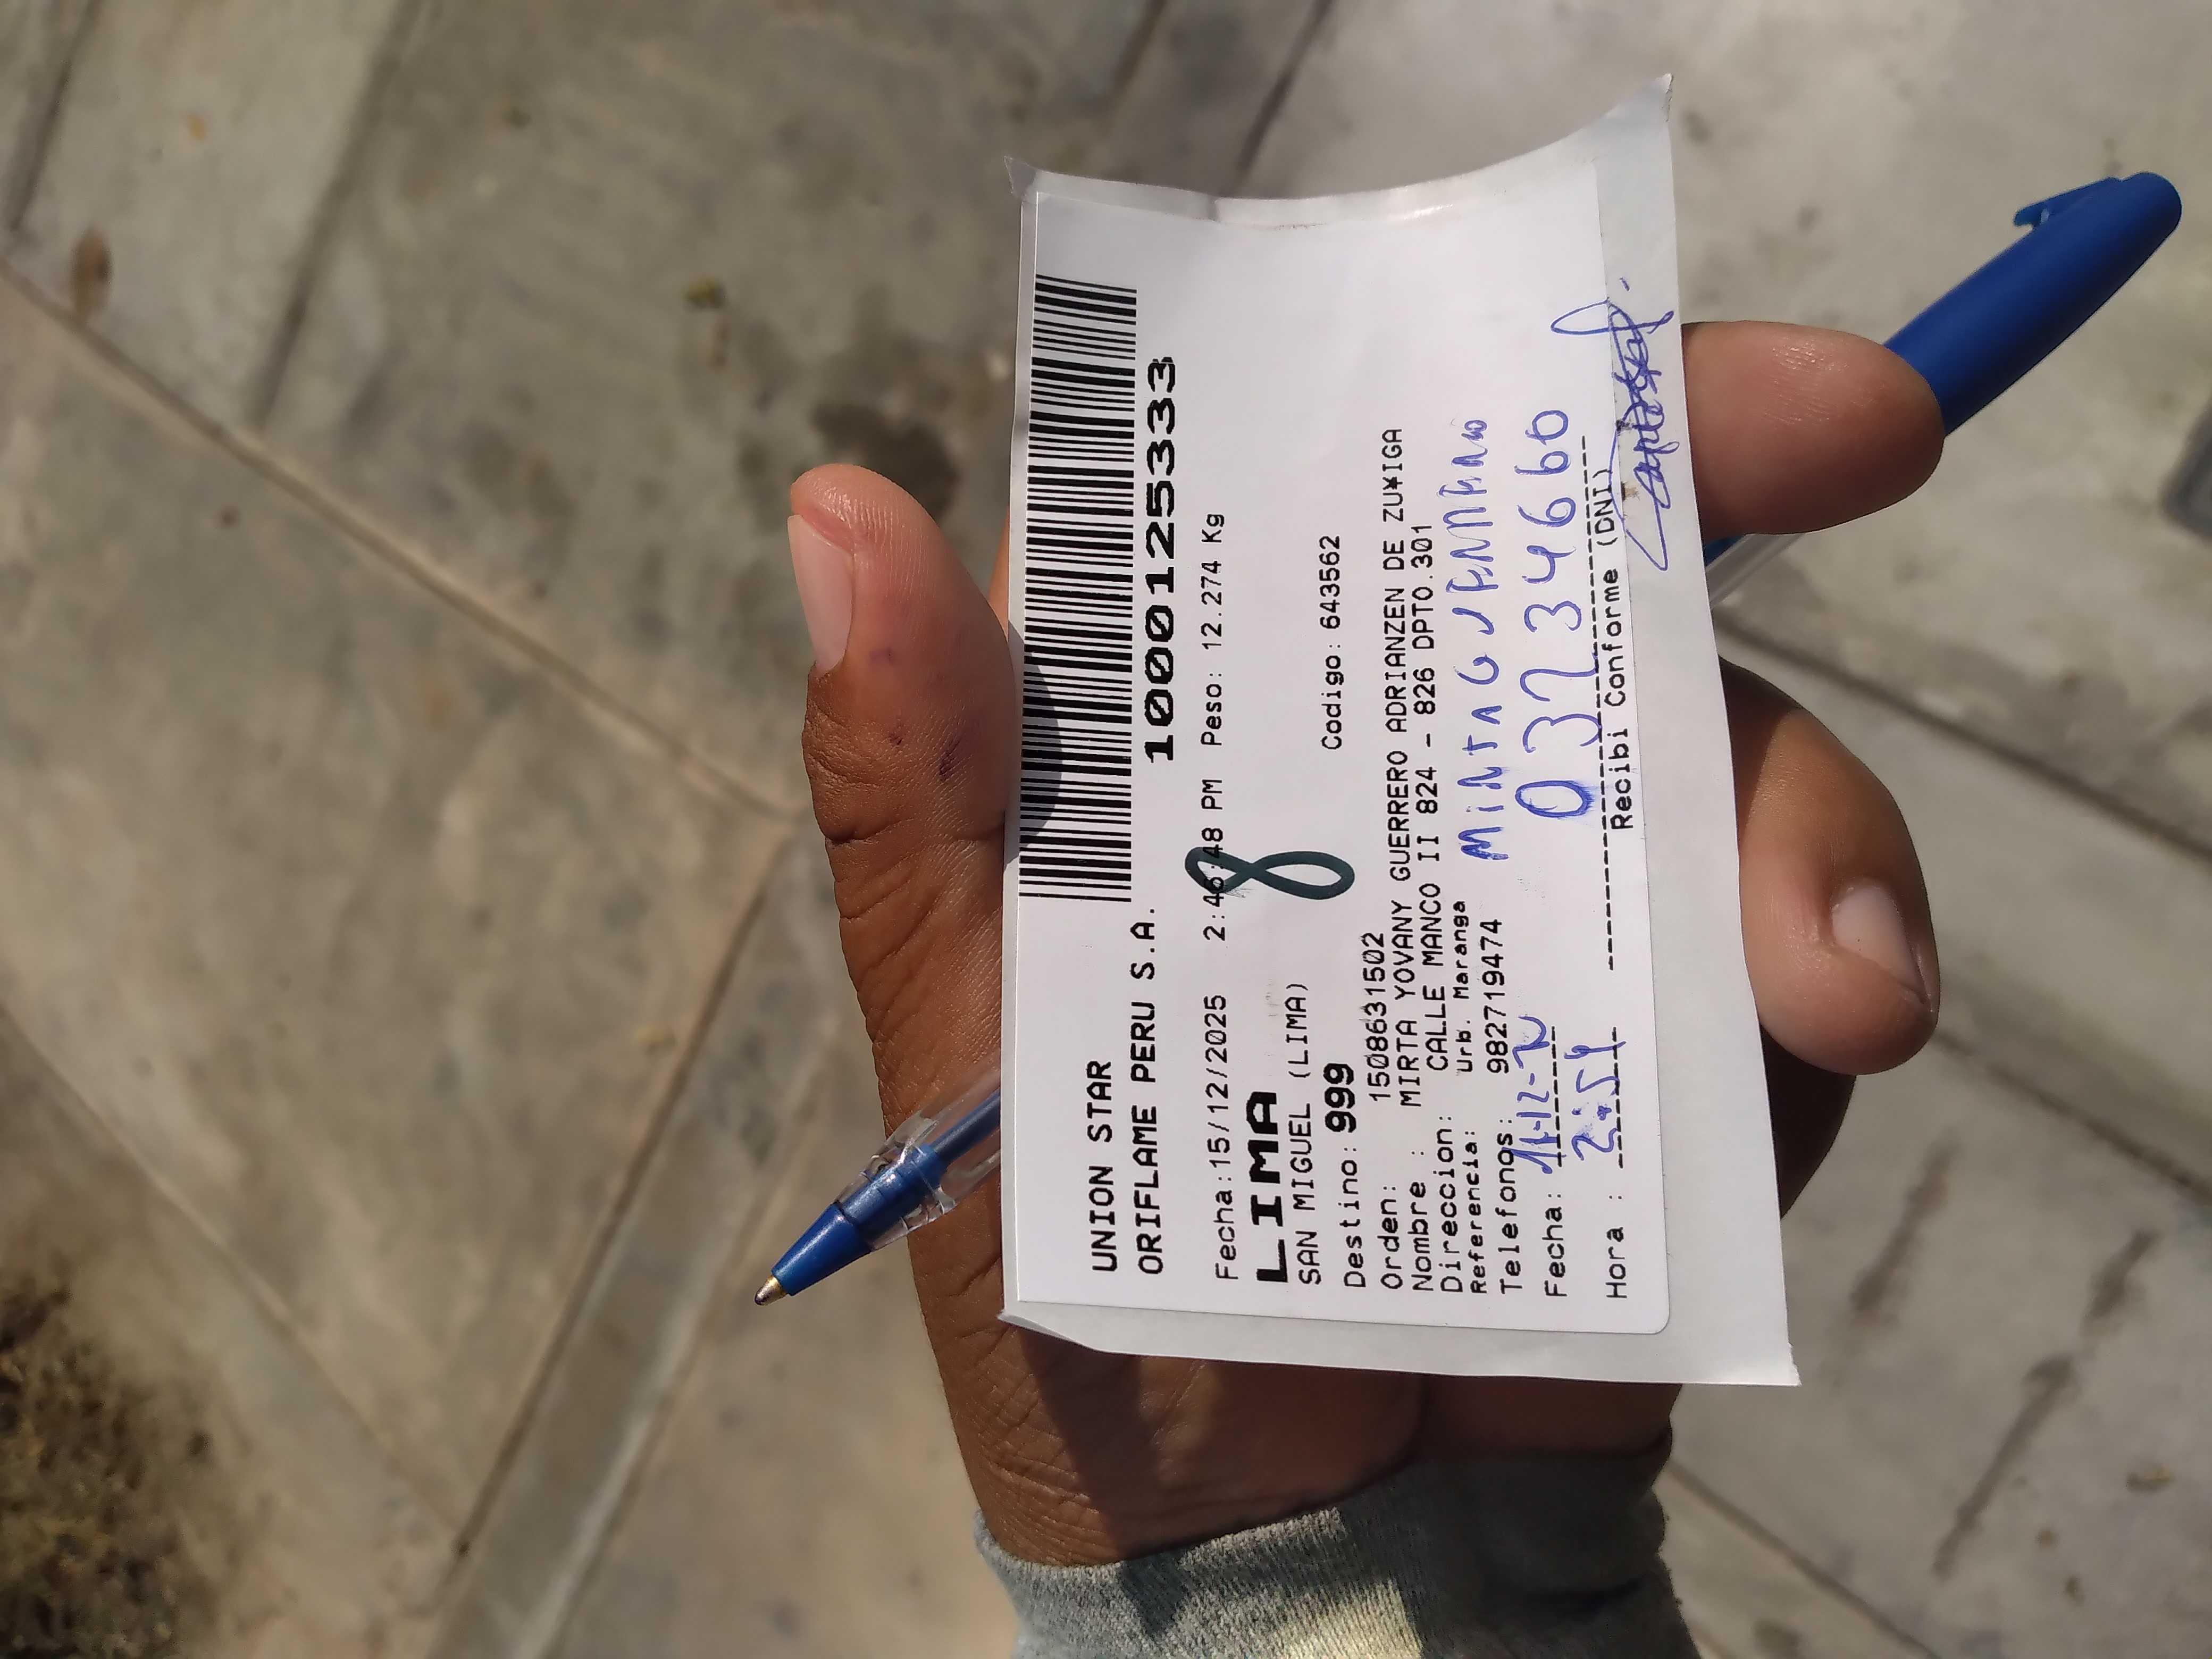 UNION STAR
ORIFLAME PERU S.A. 1000125333
Fecha:15/12/2025 2:46:48 PM Peso: 12.274 Kg
LIMA 8
SAN MIGUEL (LIMA)
Destino: 999 Codigo: 643562
Orden: 1508631502
Nombre : MIRTA YOVANY GUERRERO ADRIANZEN DE ZU¥IGA
Direccion: CALLE MANCO II 824 - 826 DPTO.301
Referencia: Urb. Maranga
Telefonos: 982719474
Fecha:
Hora :
Recibi Conforme (DNI)